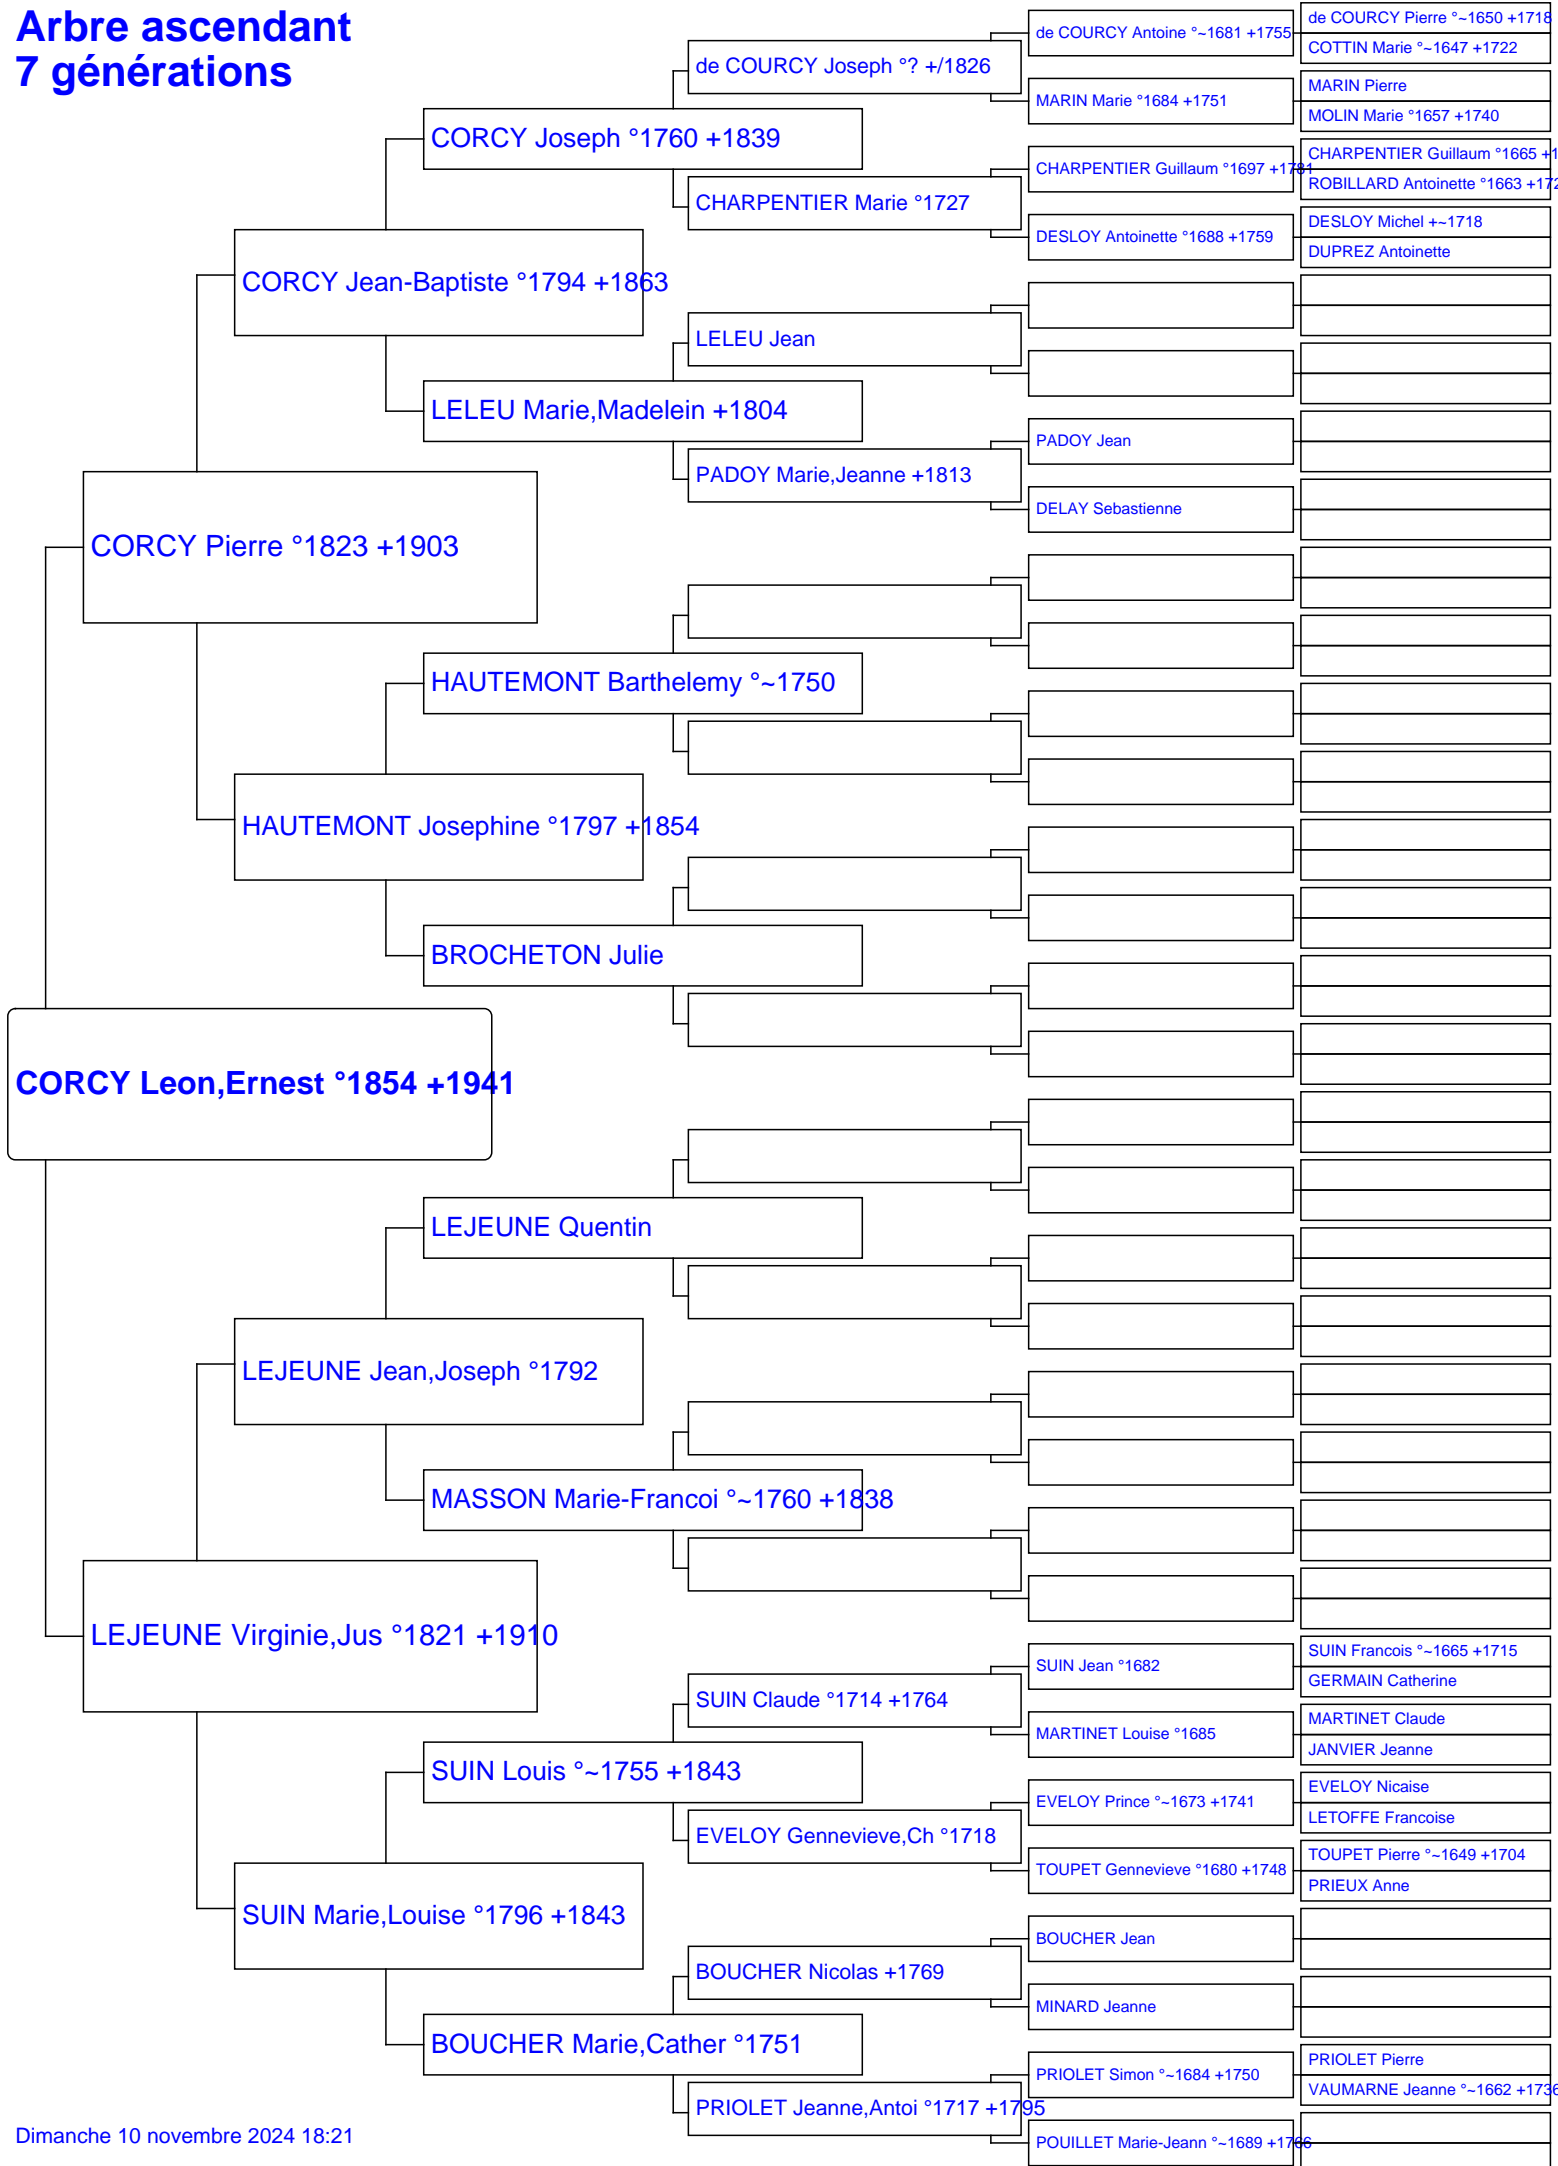 Arbre ascendant
7 générations
de COURCY Pierre °~1650 +1718
de COURCY Antoine °~1681 +1755
COTTIN Marie °~1647 +1722
de COURCY Joseph °? +/1826
MARIN Pierre
MARIN Marie °1684 +1751
MOLIN Marie °1657 +1740
CORCY Joseph °1760 +1839
CHARPENTIER Guillaum °1665 +1
CHARPENTIER Guillaum °1697 +1781
ROBILLARD Antoinette °1663 +172
CHARPENTIER Marie °1727
DESLOY Michel +~1718
DESLOY Antoinette °1688 +1759
DUPREZ Antoinette
CORCY Jean-Baptiste °1794 +1863
LELEU Jean
LELEU Marie,Madelein +1804
PADOY Jean
PADOY Marie,Jeanne +1813
DELAY Sebastienne
CORCY Pierre °1823 +1903
HAUTEMONT Barthelemy °~1750
HAUTEMONT Josephine °1797 +1854
BROCHETON Julie
CORCY Leon,Ernest °1854 +1941
LEJEUNE Quentin
LEJEUNE Jean,Joseph °1792
MASSON Marie-Francoi °~1760 +1838
LEJEUNE Virginie,Jus °1821 +1910
SUIN Francois °~1665 +1715
SUIN Jean °1682
GERMAIN Catherine
SUIN Claude °1714 +1764
MARTINET Claude
MARTINET Louise °1685
JANVIER Jeanne
SUIN Louis °~1755 +1843
EVELOY Nicaise
EVELOY Prince °~1673 +1741
LETOFFE Francoise
EVELOY Gennevieve,Ch °1718
TOUPET Pierre °~1649 +1704
TOUPET Gennevieve °1680 +1748
PRIEUX Anne
SUIN Marie,Louise °1796 +1843
BOUCHER Jean
BOUCHER Nicolas +1769
MINARD Jeanne
BOUCHER Marie,Cather °1751
PRIOLET Pierre
PRIOLET Simon °~1684 +1750
VAUMARNE Jeanne °~1662 +1736
PRIOLET Jeanne,Antoi °1717 +1795
POUILLET Marie-Jeann °~1689 +1766
Dimanche 10 novembre 2024 18:21